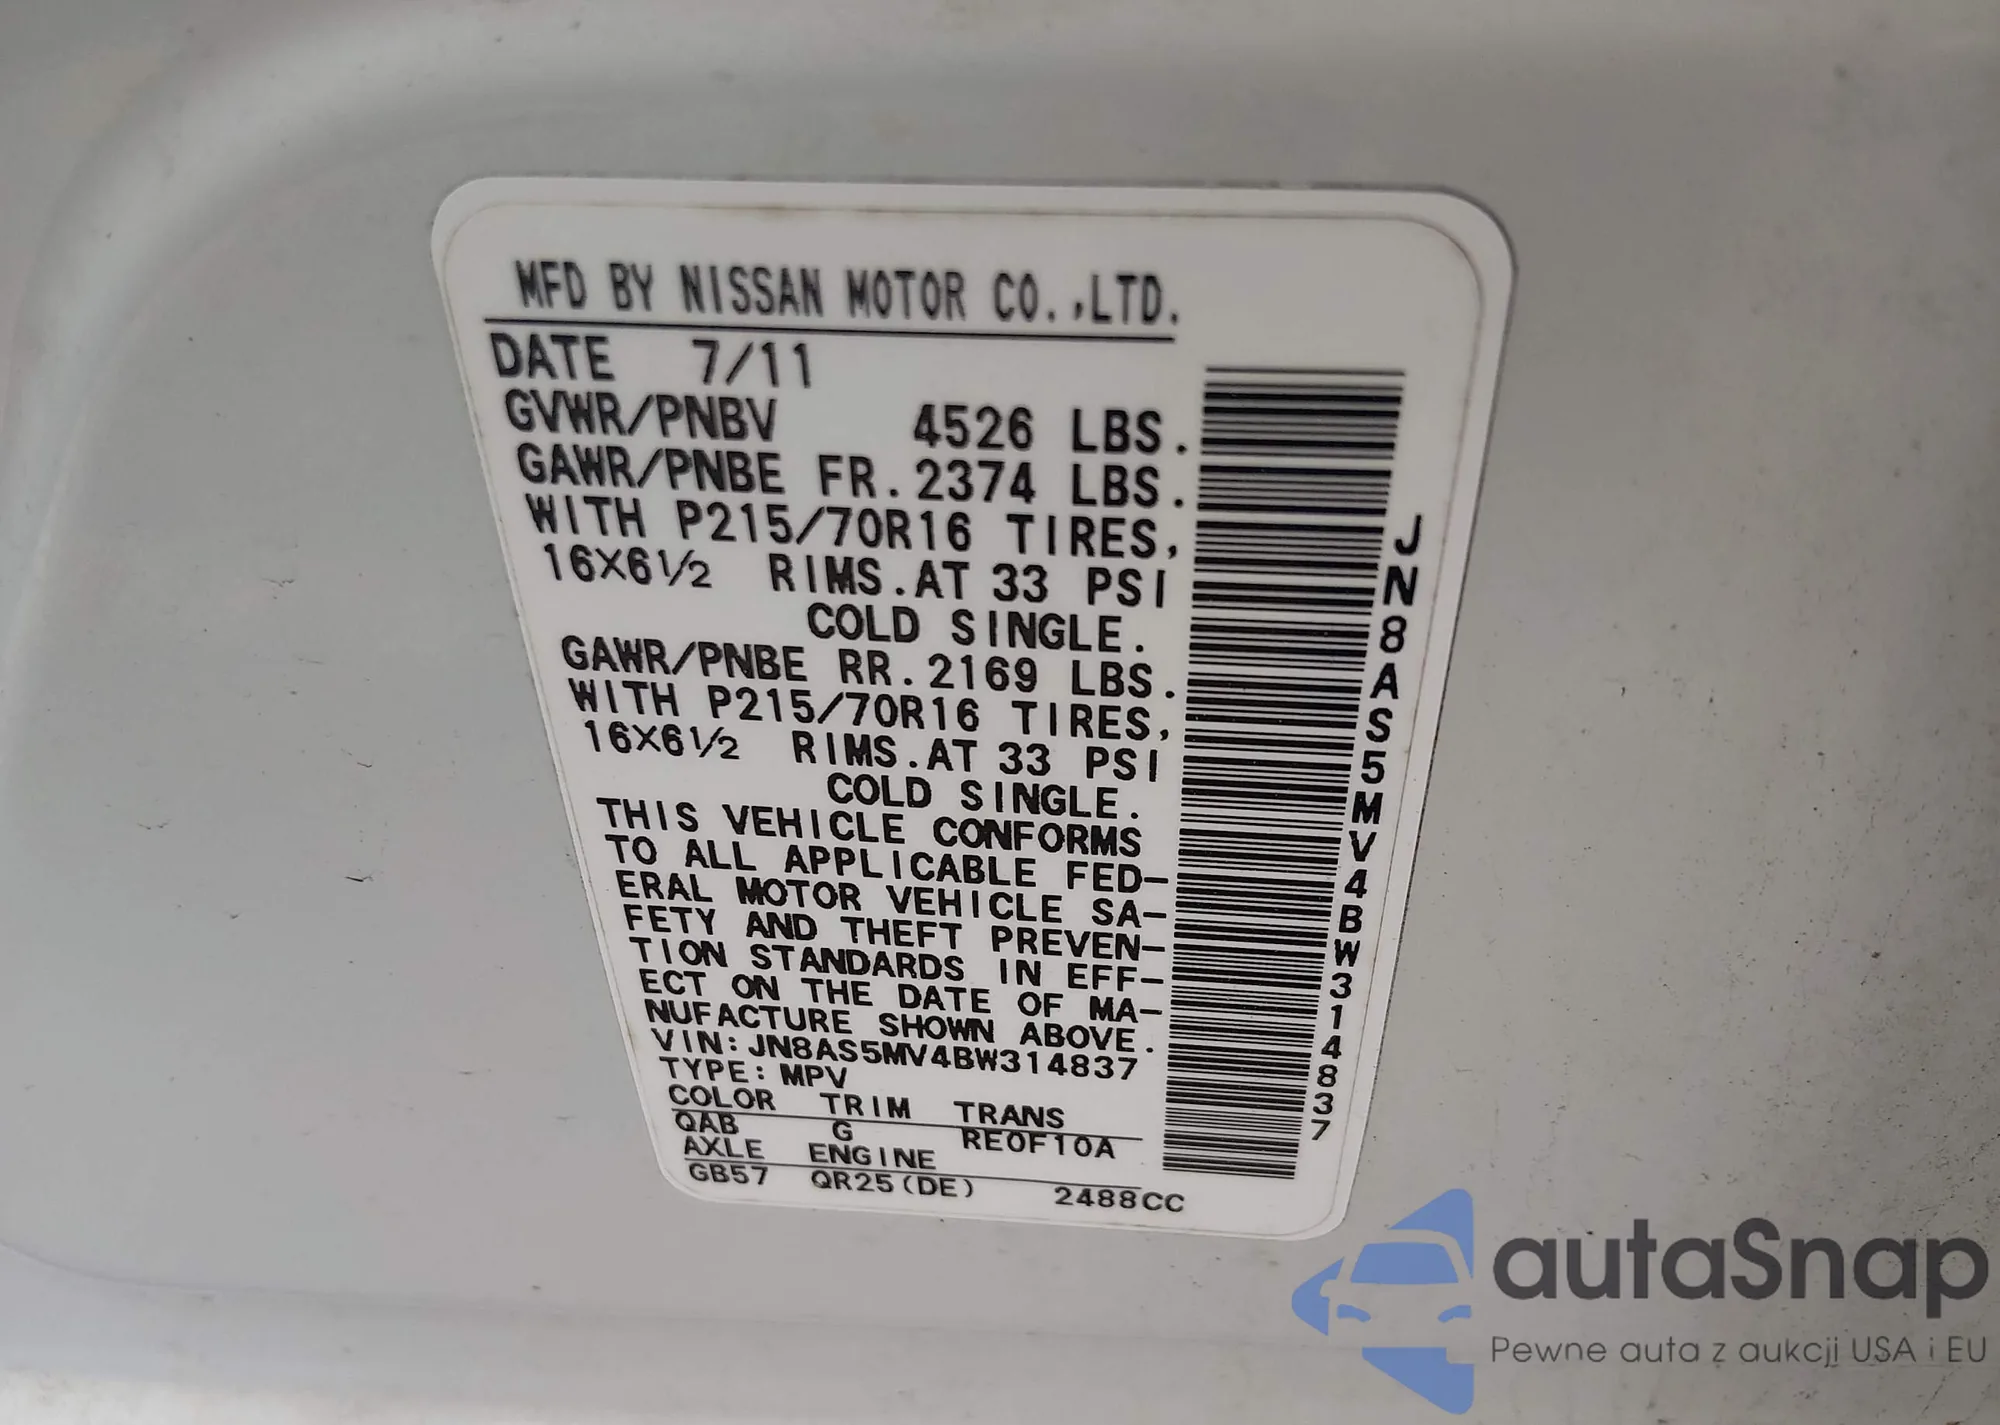 MFD BY NISSAN MOTOR CO.,LTD.
DATE 7/11
GVWR/PNBV 4526 LBS.
GAWR/PNBE FR.2374 LBS.
WITH P215/70R16 TIRES,
16X6½ RIMS.AT 33 PSI
COLD SINGLE.
GAWR/PNBE RR.2169 LBS.
WITH P215/70R16 TIRES,
16X6½ RIMS.AT 33 PSI
COLD SINGLE.
THIS VEHICLE CONFORMS
TO ALL APPLICABLE FED-
ERAL MOTOR VEHICLE SA-
FETY AND THEFT PREVEN-
TION STANDARDS IN EFF-
ECT ON THE DATE OF MA-
NUFACTURE SHOWN ABOVE.
VIN:JN8AS5MV4BW314837
TYPE:MPV
COLOR TRIM TRANS
QAB G RE0F10A
AXLE ENGINE
GB57 QR25(DE) 2488CC
JN8AS5MV4BW314837
autaSnap
Pewne auta z aukcji USA i EU